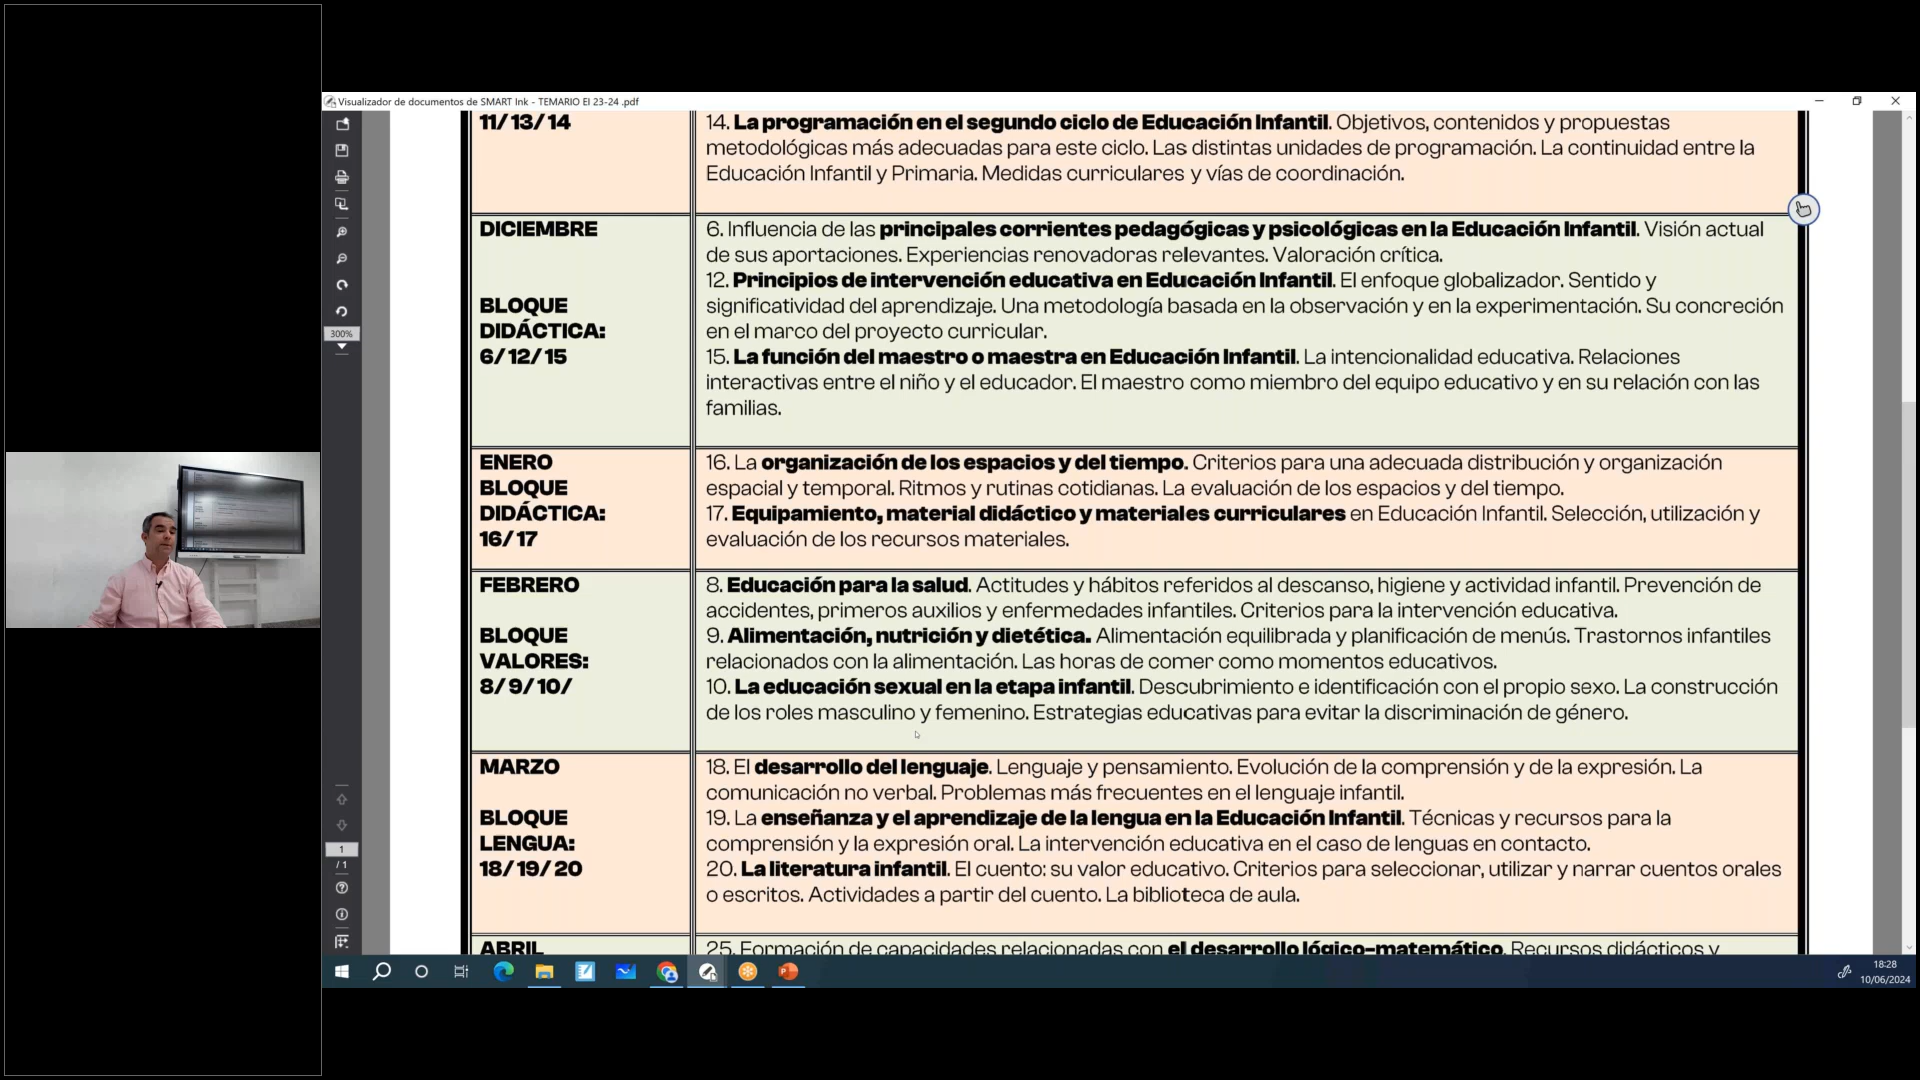 Visualizador de documentos de SMART Ink - TEMARIO EI 23-24 .pdf
11/13/14
14. La programación en el segundo ciclo de Educación Infantil. Objetivos, contenidos y propuestas
metodológicas más adecuadas para este ciclo. Las distintas unidades de programación. La continuidad entre la
Educación Infantil y Primaria. Medidas curriculares y vías de coordinación.
DICIEMBRE
BLOQUE
DIDÁCTICA:
6/12/15
6. Influencia de las principales corrientes pedagógicas y psicológicas en la Educación Infantil. Visión actual
de sus aportaciones. Experiencias renovadoras relevantes. Valoración crítica.
12. Principios de intervención educativa en Educación Infantil. El enfoque globalizador. Sentido y
significatividad del aprendizaje. Una metodología basada en la observación y en la experimentación. Su concreción
en el marco del proyecto curricular.
15. La función del maestro o maestra en Educación Infantil. La intencionalidad educativa. Relaciones
interactivas entre el niño y el educador. El maestro como miembro del equipo educativo y en su relación con las
familias.
ENERO
BLOQUE
DIDÁCTICA:
16/17
16. La organización de los espacios y del tiempo. Criterios para una adecuada distribución y organización
espacial y temporal. Ritmos y rutinas cotidianas. La evaluación de los espacios y del tiempo.
17. Equipamiento, material didáctico y materiales curriculares en Educación Infantil. Selección, utilización y
evaluación de los recursos materiales.
FEBRERO
BLOQUE
VALORES:
8/9/10/
8. Educación para la salud. Actitudes y hábitos referidos al descanso, higiene y actividad infantil. Prevención de
accidentes, primeros auxilios y enfermedades infantiles. Criterios para la intervención educativa.
9. Alimentación, nutrición y dietética. Alimentación equilibrada y planificación de menús. Trastornos infantiles
relacionados con la alimentación. Las horas de comer como momentos educativos.
10. La educación sexual en la etapa infantil. Descubrimiento e identificación con el propio sexo. La construcción
de los roles masculino y femenino. Estrategias educativas para evitar la discriminación de género.
MARZO
BLOQUE
LENGUA:
18/19/20
18. El desarrollo del lenguaje. Lenguaje y pensamiento. Evolución de la comprensión y de la expresión. La
comunicación no verbal. Problemas más frecuentes en el lenguaje infantil.
19. La enseñanza y el aprendizaje de la lengua en la Educación Infantil. Técnicas y recursos para la
comprensión y la expresión oral. La intervención educativa en el caso de lenguas en contacto.
20. La literatura infantil. El cuento: su valor educativo. Criterios para seleccionar, utilizar y narrar cuentos orales
o escritos. Actividades a partir del cuento. La biblioteca de aula.
ABRIL
25. Formación de capacidades relacionadas con el desarrollo lógico-matemático. Recursos didácticos y
300%
1
/ 1
18:28
10/06/2024